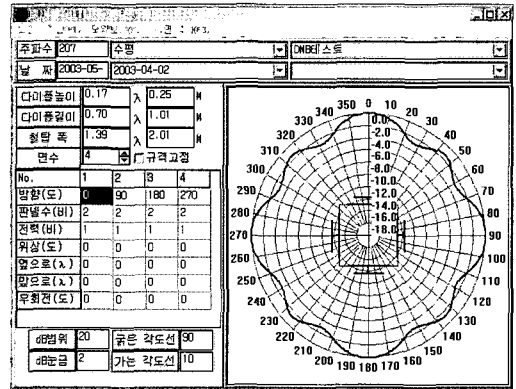 주파수 207 수평 DNB테스트
날 짜 2003-05- 2003-04-02
다이폴높이 0.17 λ 0.25 M
다이폴길이 0.70 λ 1.01 M
철탑 폭 1.39 λ 2.01 M
면수 4 규격고정
No. 1 2 3 4
방향(도) 0 90 180 270
판넬수(비) 2 2 2 2
전력(비) 1 1 1 1
위상(도) 0 0 0 0
옆으로(λ) 0 0 0 0
앞으로(λ) 0 0 0 0
우회전(도) 0 0 0 0
dB범위 20 굵은 각도선 90
dB눈금 2 가는 각도선 10
340 350 0 10 20
330 30
320 40
310 50
300 60
290 70
280 80
270 90
260 100
250 110
240 120
230 130
220 140
210 150
200 190 180 170 160
0.0
-2.0
-4.0
-6.0
-8.0
-10.0
-12.0
-14.0
-16.0
-18.0